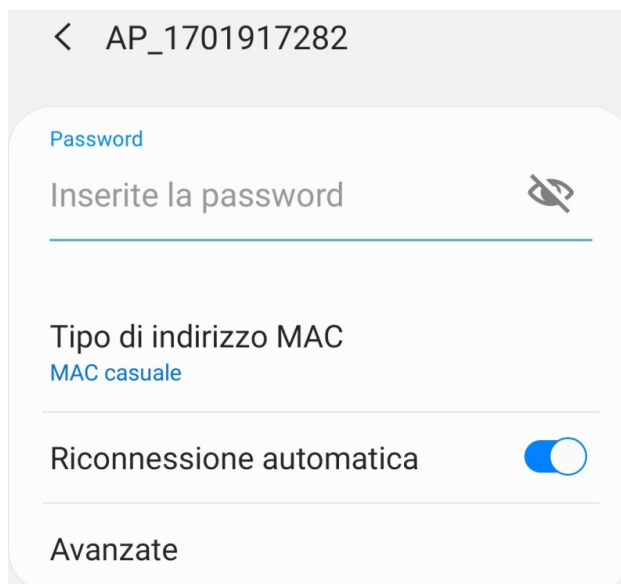 AP_1701917282
Password
Inserite la password
Tipo di indirizzo MAC
MAC casuale
Riconnessione automatica
Avanzate